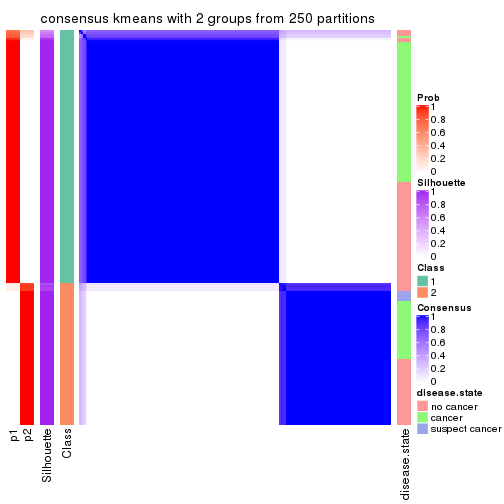 consensus kmeans with 2 groups from 250 partitions
Prob
1
0.8
0.6
0.4
0.2
0
Silhouette
1
0.8
0.6
0.4
0.2
0
Class
1
2
Consensus
1
0.8
0.6
0.4
0.2
0
disease.state
no cancer
cancer
suspect cancer
p1
p2
Silhouette
Class
disease.state